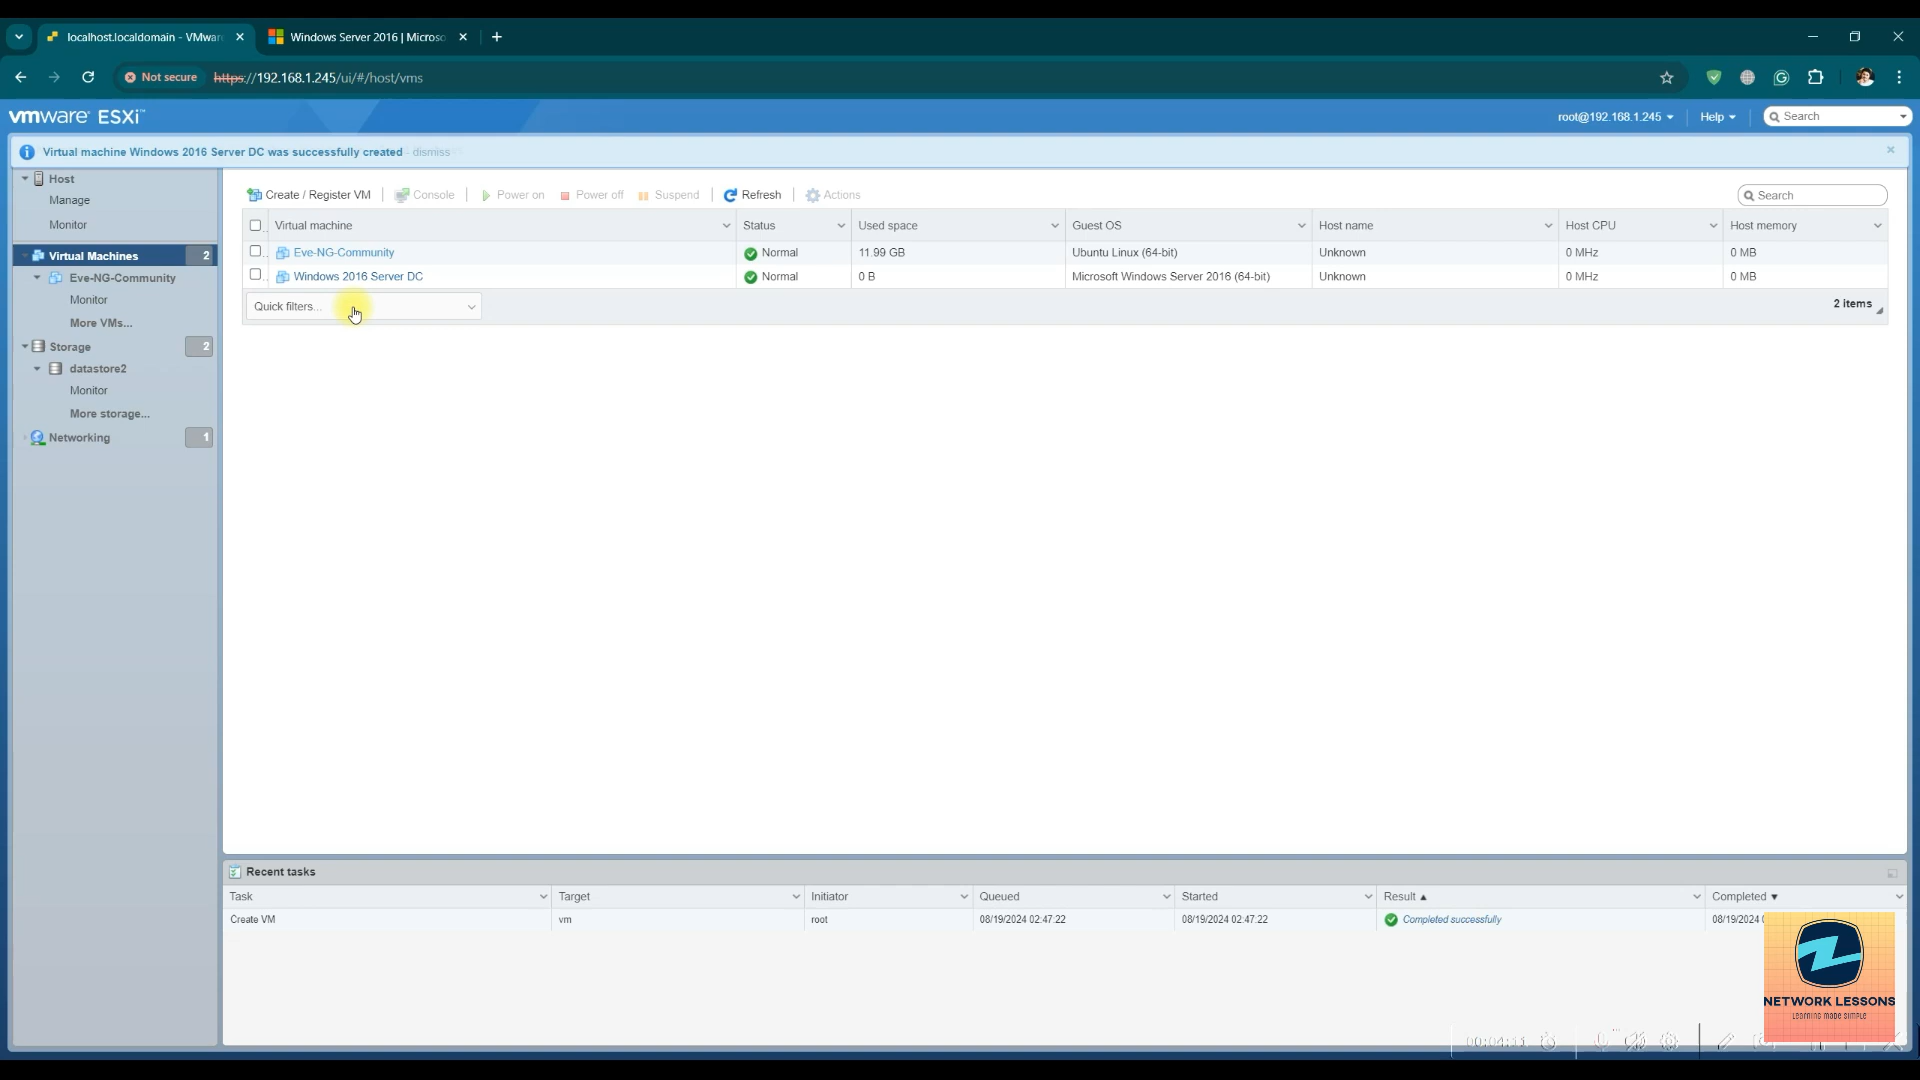 localhost.localdomain - VMwar
Windows Server 2016 | Microso
Not secure
https://192.168.1.245/ui/#/host/vms
vmware ESXi™
root@192.168.1.245
Help
Search
Virtual machine Windows 2016 Server DC was successfully created - dismiss
Host
Manage
Monitor
Virtual Machines 2
Eve-NG-Community
Monitor
More VMs...
Storage 2
datastore2
Monitor
More storage...
Networking 1
Create / Register VM
Console
Power on
Power off
Suspend
Refresh
Actions
Search
Virtual machine Status Used space Guest OS Host name Host CPU Host memory
Eve-NG-Community Normal 11.99 GB Ubuntu Linux (64-bit) Unknown 0 MHz 0 MB
Windows 2016 Server DC Normal 0 B Microsoft Windows Server 2016 (64-bit) Unknown 0 MHz 0 MB
Quick filters...
2 items
Recent tasks
Task Target Initiator Queued Started Result Completed
Create VM vm root 08/19/2024 02:47:22 08/19/2024 02:47:22 Completed successfully 08/19/2024
NETWORK LESSONS
Learning made simple
00:04:11